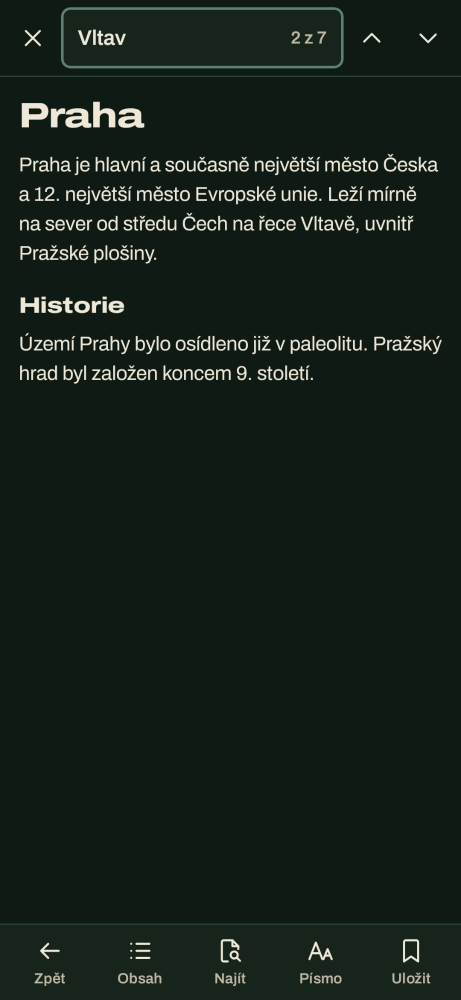 Vltav
2 z 7
Praha
Praha je hlavní a současně největší město Česka
a 12. největší město Evropské unie. Leží mírně
na sever od středu Čech na řece Vltavě, uvnitř
Pražské plošiny.
Historie
Území Prahy bylo osídleno již v paleolitu. Pražský
hrad byl založen koncem 9. století.
Zpět
Obsah
Najít
Písmo
Uložit